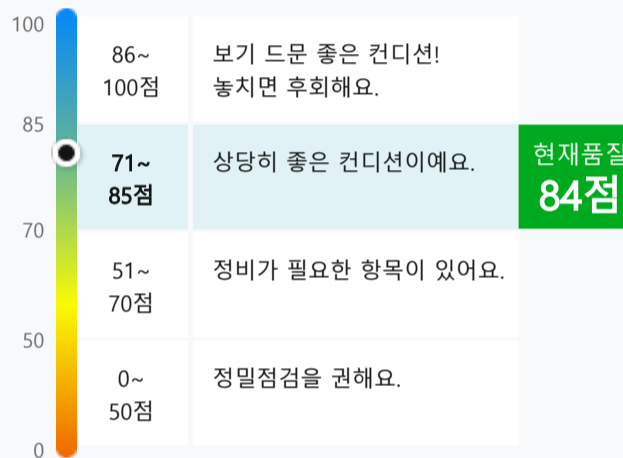 100
86~
100점
보기 드문 좋은 컨디션!
놓치면 후회해요.
85
71~
85점
상당히 좋은 컨디션이예요.
현재품질
84점
70
51~
70점
정비가 필요한 항목이 있어요.
50
0~
50점
정밀점검을 권해요.
0